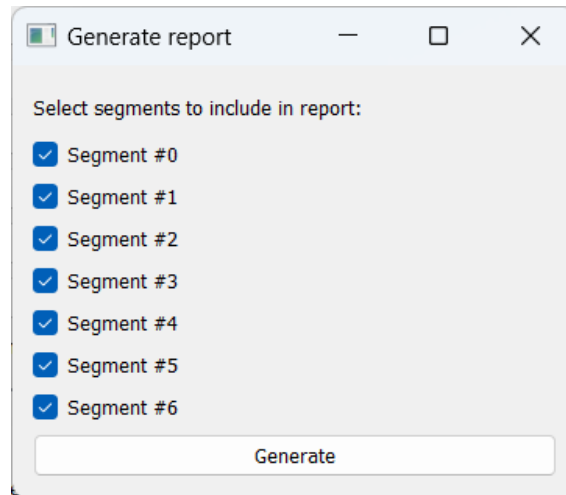 Generate report
Select segments to include in report:
Segment #0
Segment #1
Segment #2
Segment #3
Segment #4
Segment #5
Segment #6
Generate